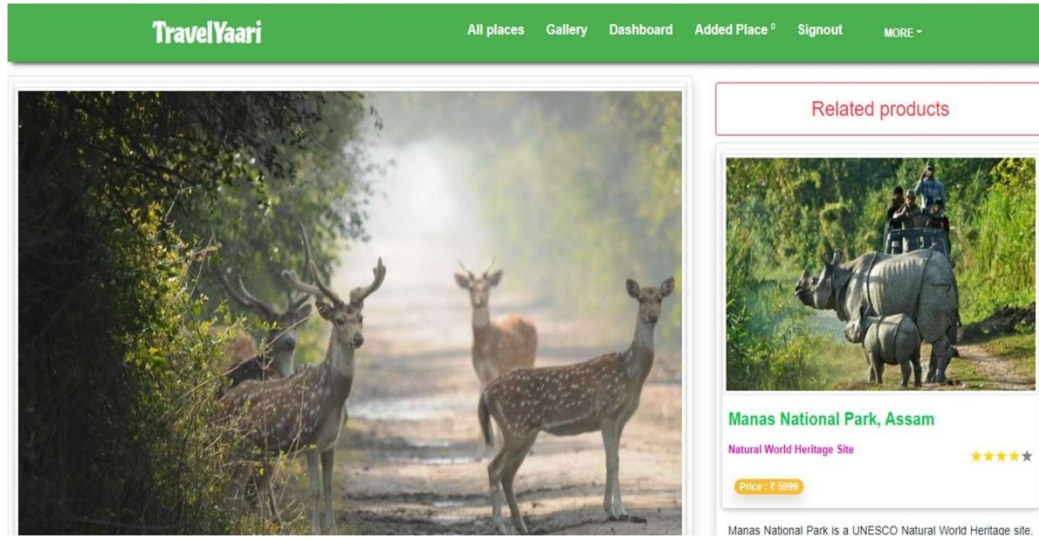 TravelYaari
All places Gallery Dashboard Added Place 0 Signout MORE
Related products
Manas National Park, Assam
Natural World Heritage Site
Price : ₹ 5999
Manas National Park is a UNESCO Natural World Heritage site,